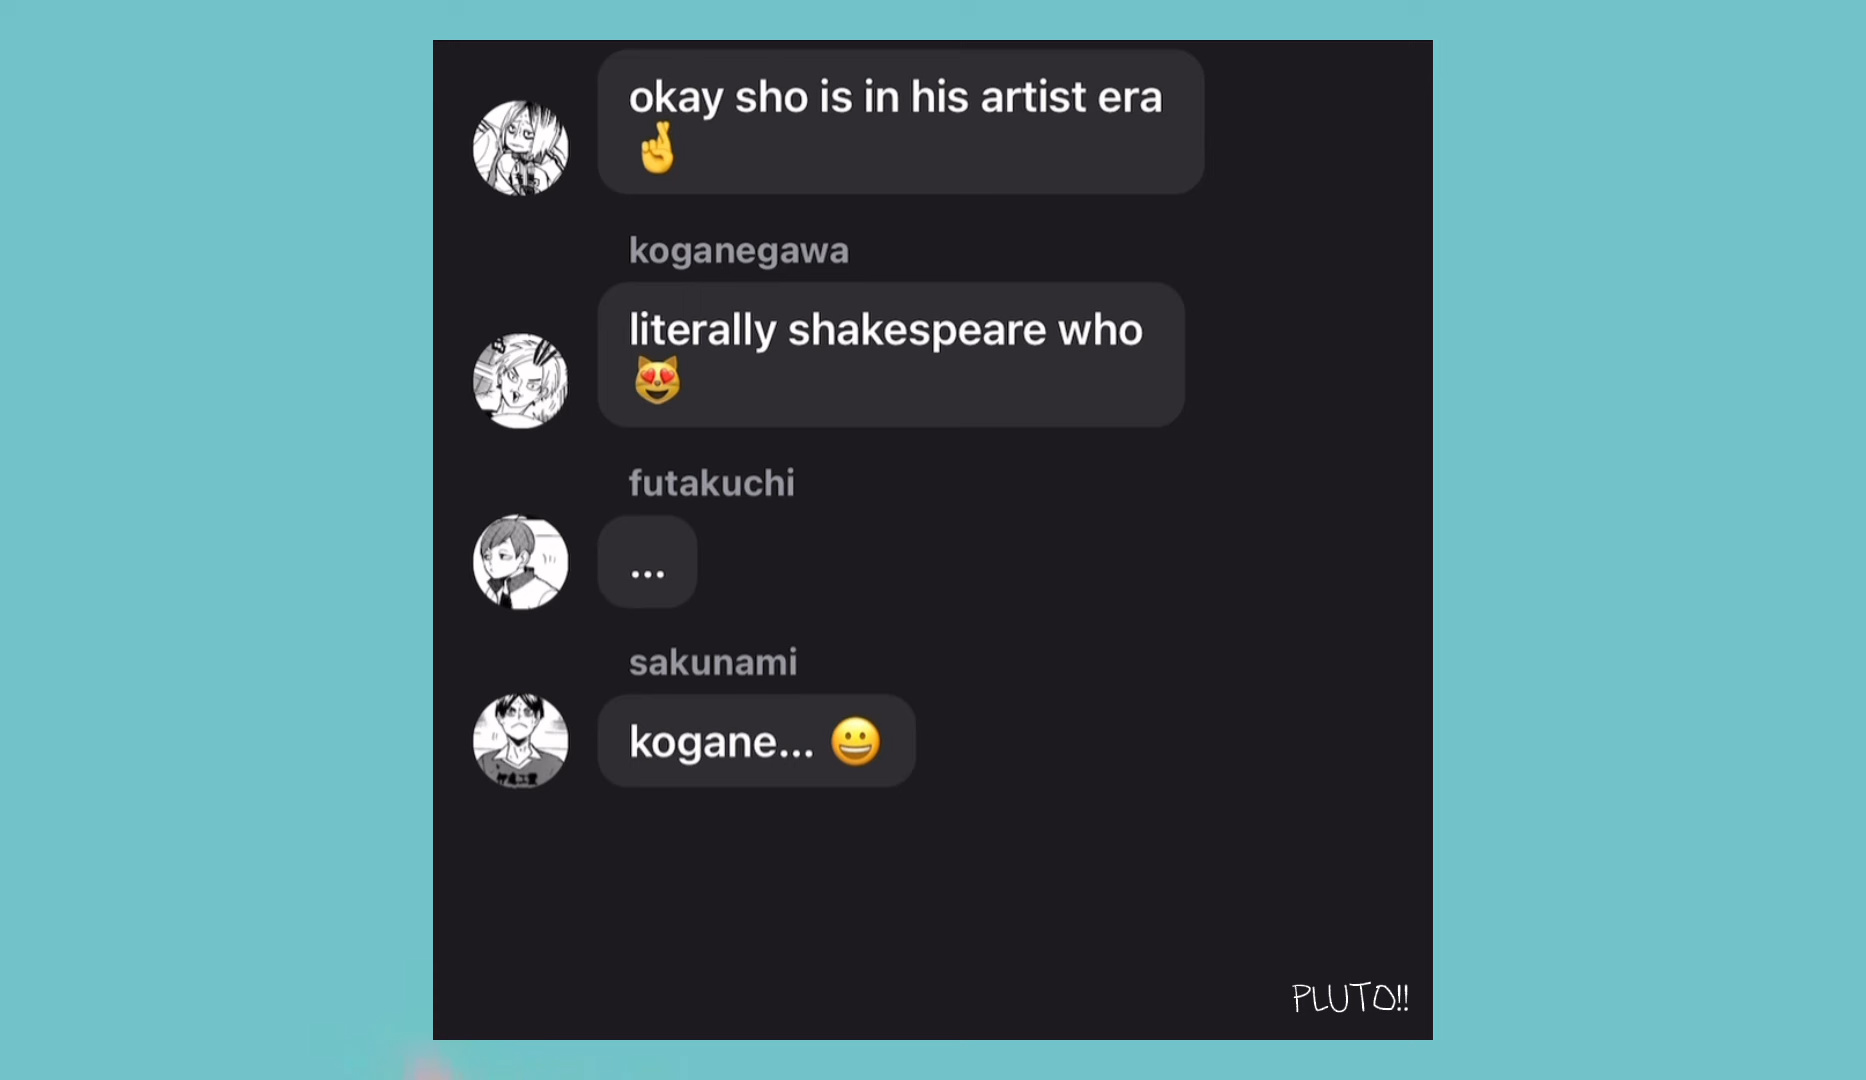 okay sho is in his artist era
🤞
koganegawa
literally shakespeare who
😻
futakuchi
...
sakunami
kogane... 😀
PLUTO!!